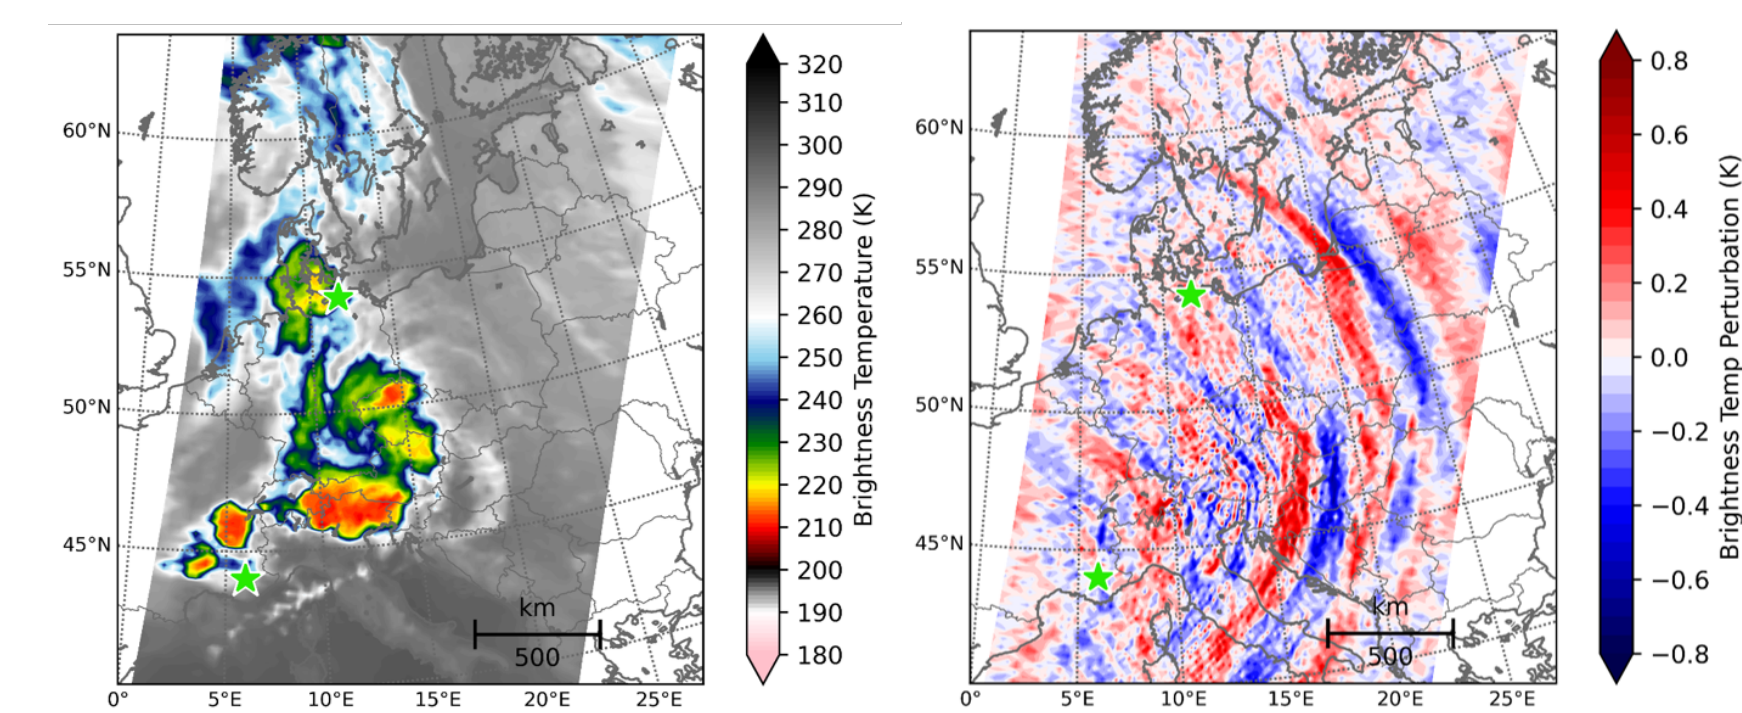 60°N
55°N
50°N
45°N
0°
5°E
10°E
15°E
20°E
25°E
km
500
320
310
300
290
280
270
260
250
240
230
220
210
200
190
180
Brightness Temperature (K)
60°N
55°N
50°N
45°N
0°
5°E
10°E
15°E
20°E
25°E
km
500
0.8
0.6
0.4
0.2
0.0
−0.2
−0.4
−0.6
−0.8
Brightness Temp Perturbation (K)